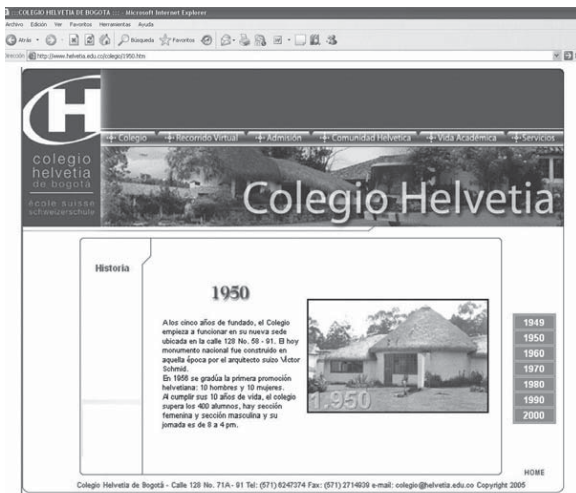 ::: COLEGIO HELVETIA DE BOGOTA ::: - Microsoft Internet Explorer
Archivo Edición Ver Favoritos Herramientas Ayuda
Atrás Búsqueda Favoritos
Dirección http://www.helvetia.edu.co/colegio/1950.htm
H
colegio
helvetia
de bogotá
école suisse
schweizerschule
Colegio Recorrido Virtual Admisión Comunidad Helvetica Vida Académica Servicios
Colegio Helvetia
Historia
1950
A los cinco años de fundado, el Colegio
empieza a funcionar en su nueva sede
ubicada en la calle 128 No. 58 - 91. El hoy
monumento nacional fue construido en
aquella época por el arquitecto suizo Victor
Schmid.
En 1956 se gradúa la primera promoción
helvetiana: 10 hombres y 10 mujeres.
Al cumplir sus 10 años de vida, el colegio
supera los 400 alumnos, hay sección
femenina y sección masculina y su
jornada es de 8 a 4 pm.
1.950
1949
1950
1960
1970
1980
1990
2000
HOME
Colegio Helvetia de Bogotá - Calle 128 No. 71A - 91 Tel: (571) 6247374 Fax: (571) 2714839 e-mail: colegio@helvetia.edu.co Copyright 2005